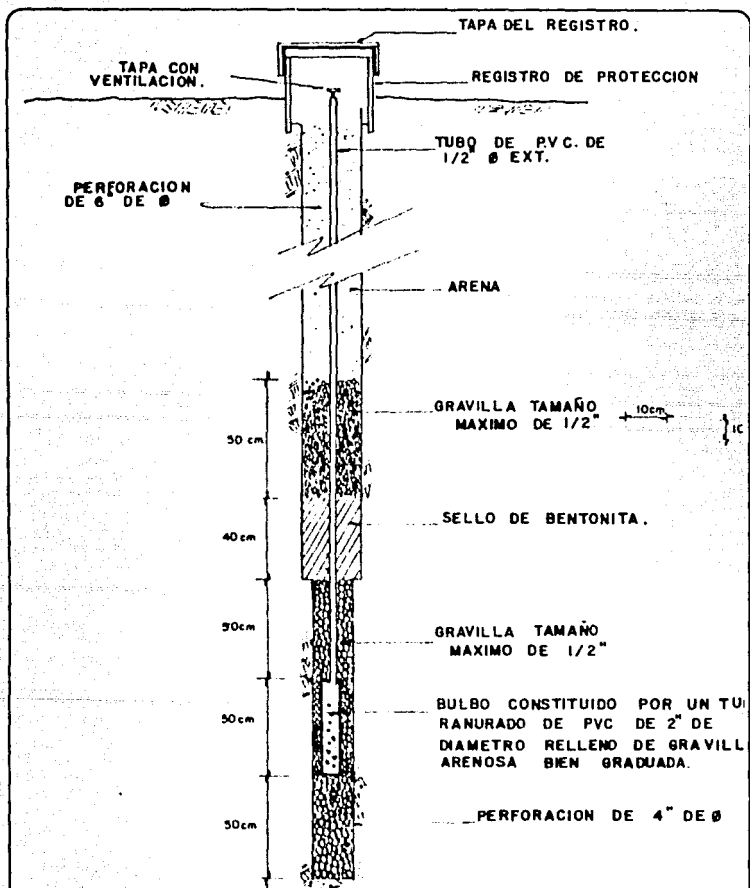 TAPA DEL REGISTRO.
TAPA CON
VENTILACION.
REGISTRO DE PROTECCION
TUBO DE P.V.C. DE
1/2" Ø EXT.
PERFORACION
DE 6" DE Ø
ARENA
GRAVILLA TAMAÑO
MAXIMO DE 1/2"
10cm
50 cm
SELLO DE BENTONITA.
40 cm
50cm
GRAVILLA TAMAÑO
MAXIMO DE 1/2"
50cm
BULBO CONSTITUIDO POR UN
RANURADO DE PVC DE 2" DE
DIAMETRO RELLENO DE
ARENOSA BIEN GRADUADA.
PERFORACION DE 4" DE Ø
50cm